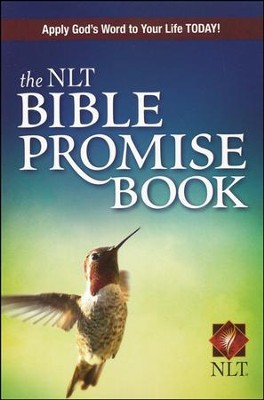 Apply God's Word to Your Life TODAY!
the NLT
BIBLE
PROMISE
BOOK
NLT®